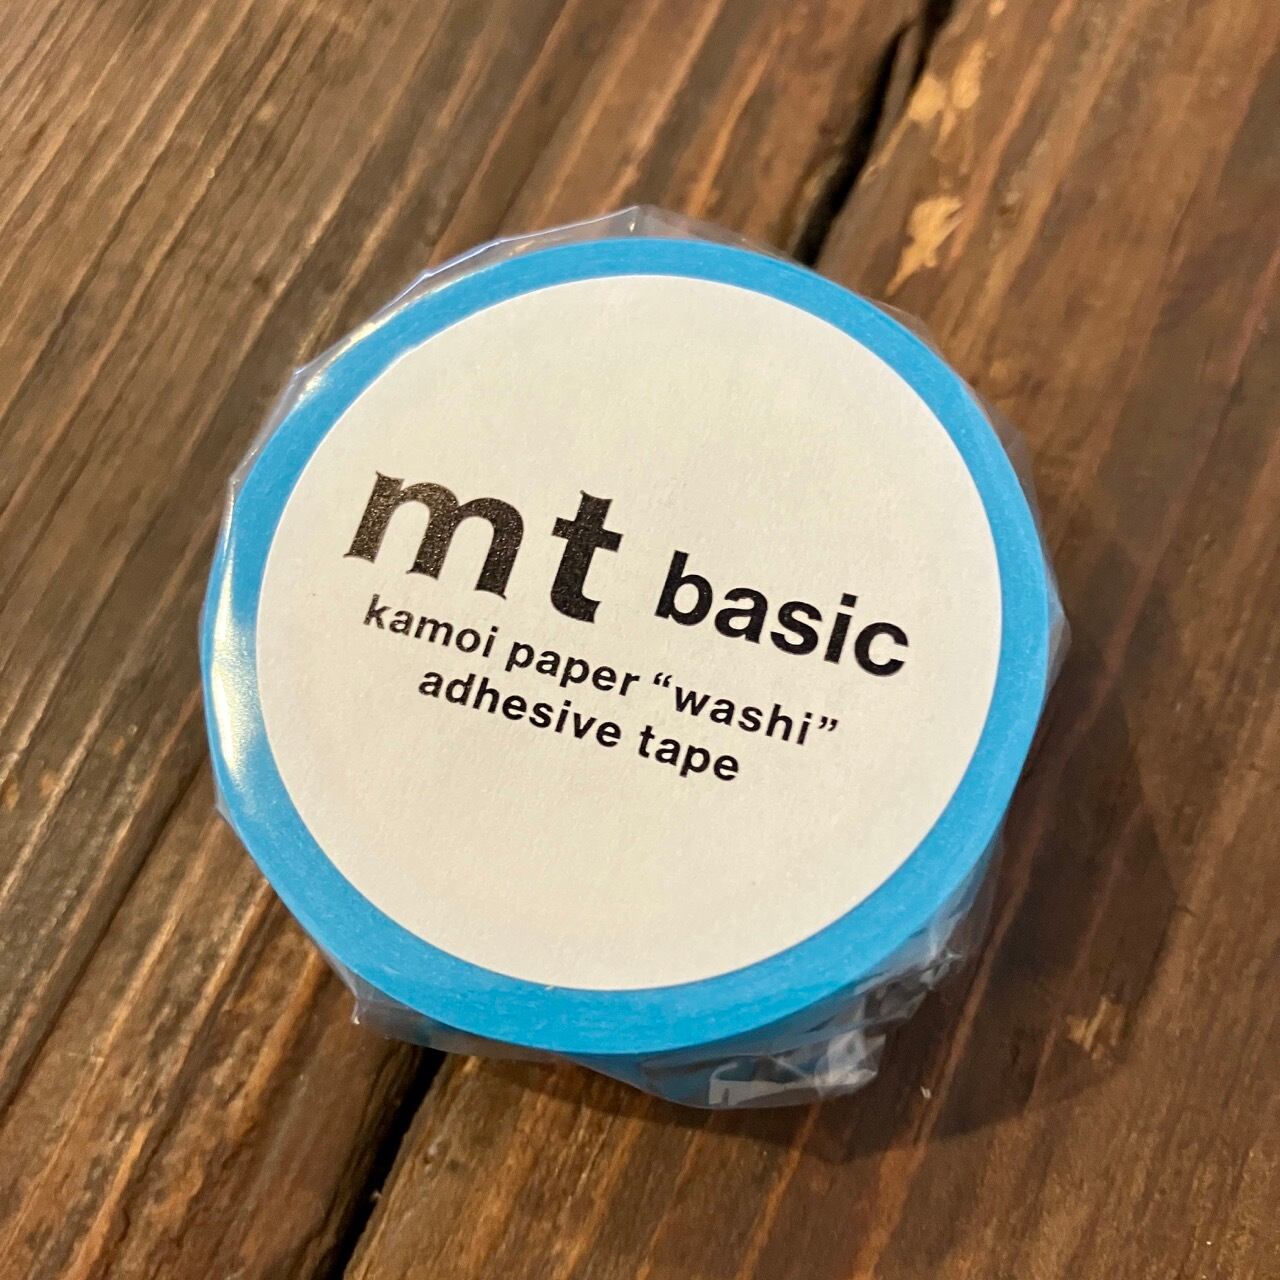 mt basic
kamoi paper “washi”
adhesive tape